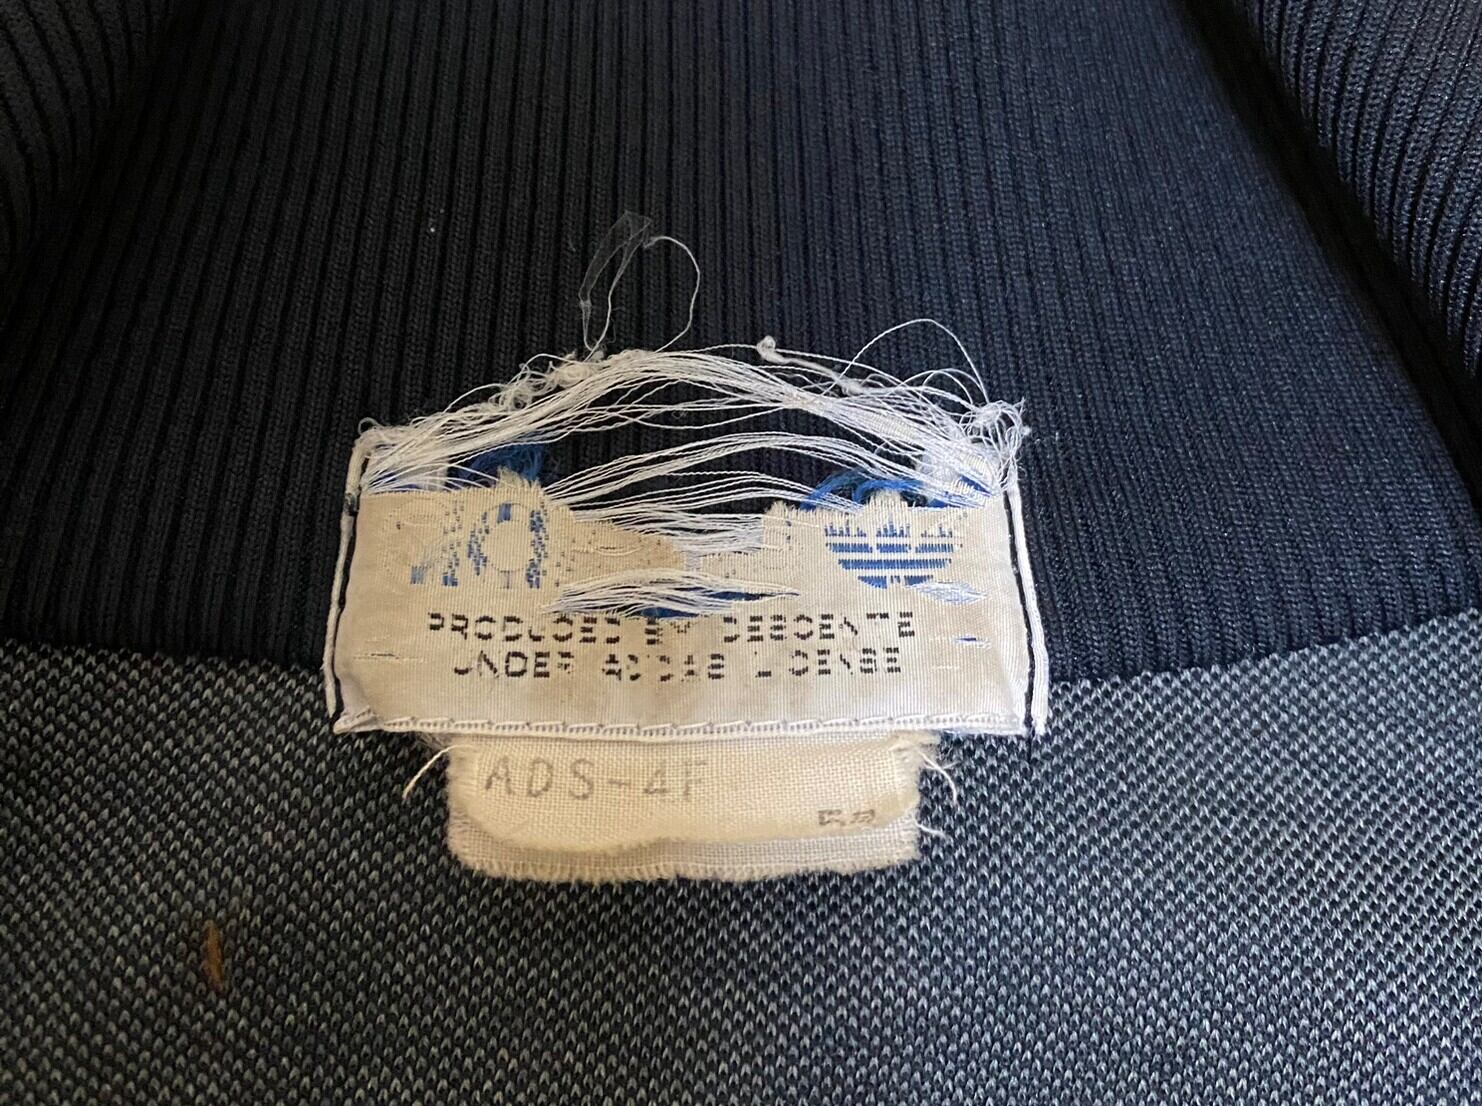 PRODUCED BY DESCENTE
UNDER ADIDAS LICENSE
ADS-4F